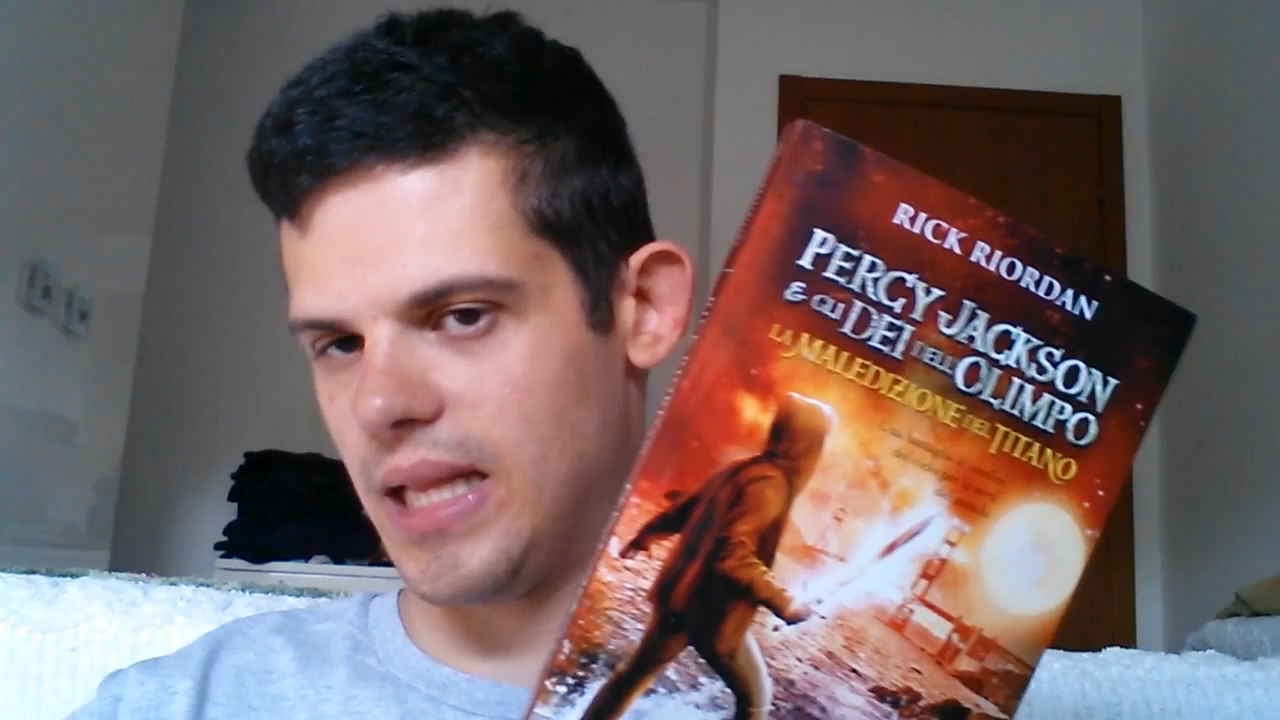 RICK RIORDAN
PERCY JACKSON
& GLI DEI DELL'OLIMPO
LA MALEDIZIONE DEL TITANO